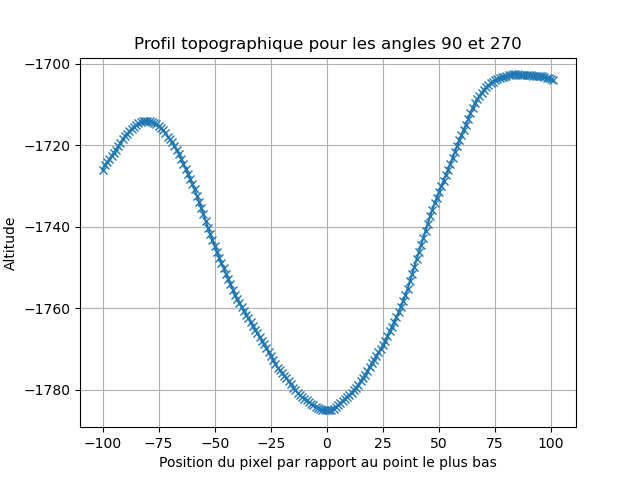 Profil topographique pour les angles 90 et 270
−1700
−1720
−1740
−1760
−1780
Altitude
−100 −75 −50 −25 0 25 50 75 100
Position du pixel par rapport au point le plus bas